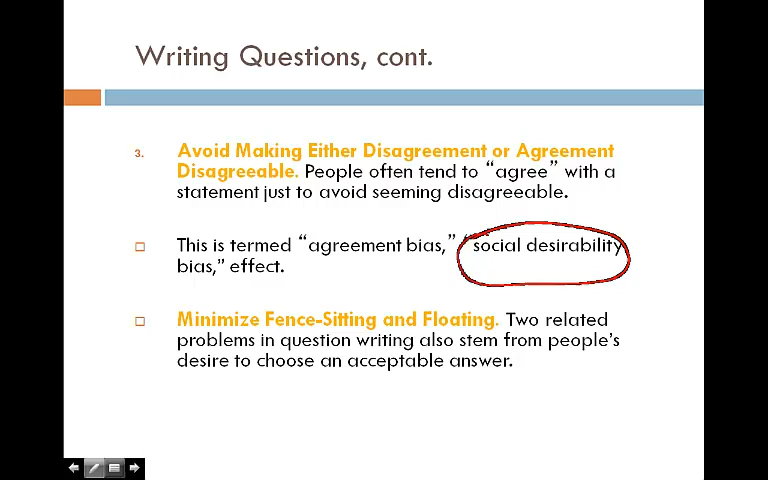 Writing Questions, cont.
3. Avoid Making Either Disagreement or Agreement
Disagreeable. People often tend to “agree” with a
statement just to avoid seeming disagreeable.
This is termed “agreement bias,” “social desirability
bias,” effect.
Minimize Fence-Sitting and Floating. Two related
problems in question writing also stem from people’s
desire to choose an acceptable answer.